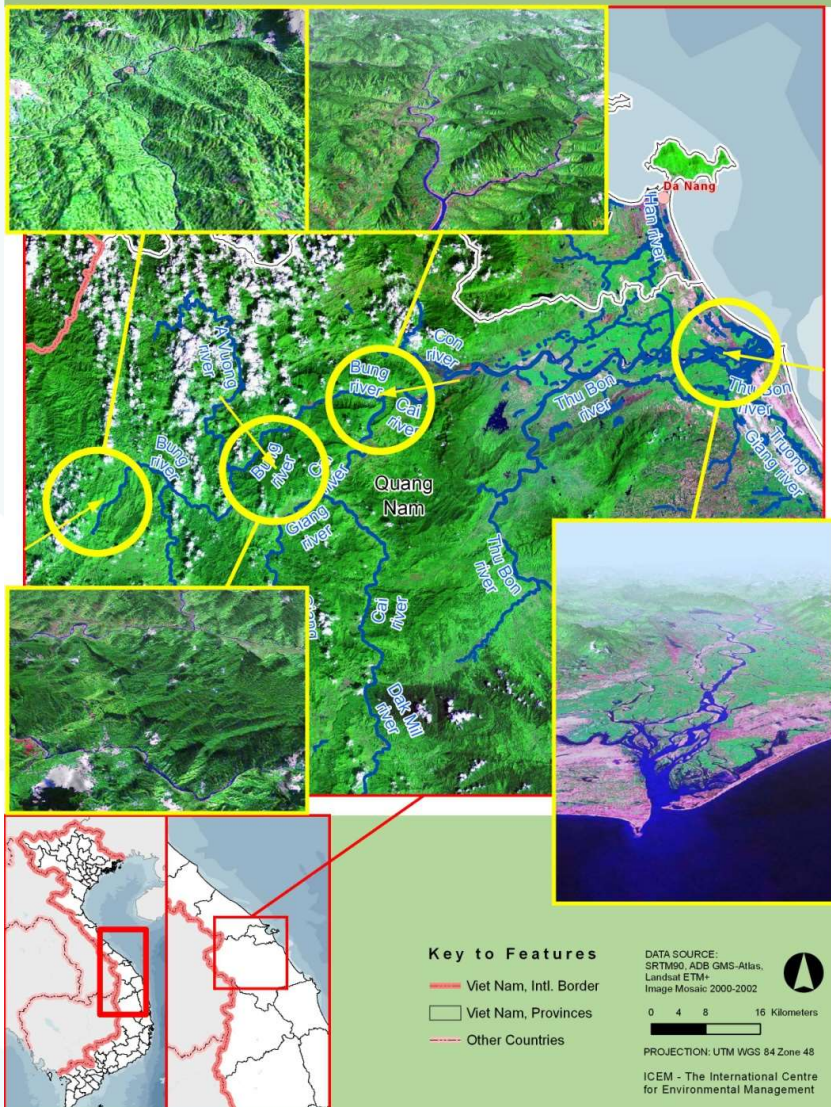 Da Nang
Han river
A Vuong
river
Con
river
Bung
river
Cai
river
Thu Bon
river
Thu Bon
river
Truong
Giang
river
Bung
river
Bung
river
Cai
river
Quang
Nam
Giang
river
Thu Bon
river
Cai
river
Giang
Dak Mil
river
Key to Features
Viet Nam, Intl. Border
Viet Nam, Provinces
Other Countries
DATA SOURCE:
SRTM90, ADB GMS-Atlas,
Landsat ETM+
Image Mosaic 2000-2002
0 4 8 16 Kilometers
PROJECTION: UTM WGS 84 Zone 48
ICEM - The International Centre
for Environmental Management